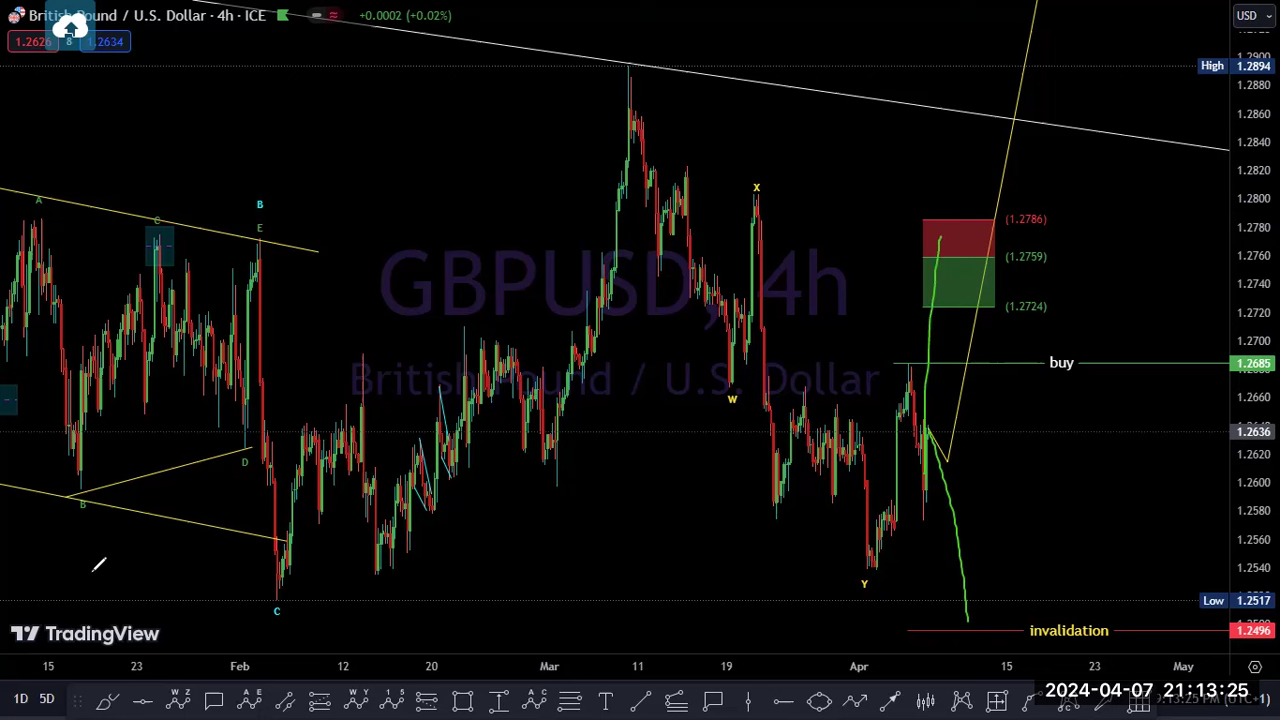 British Pound / U.S. Dollar · 4h · ICE
+0.0002 (+0.02%)
USD
1.2626
8
1.2634
1.2900
High
1.2894
1.2880
1.2860
1.2840
1.2820
1.2800
1.2780
1.2760
1.2740
1.2720
1.2700
1.2685
1.2660
1.2636
1.2620
1.2600
1.2580
1.2560
1.2540
Low
1.2517
1.2496
A
C
B
E
D
B
C
X
W
Y
GBPUSD, 4h
British Pound / U.S. Dollar
(1.2786)
(1.2759)
(1.2724)
buy
invalidation
TradingView
15
23
Feb
12
20
Mar
11
19
Apr
15
23
May
1D
5D
2024-04-07 21:13:25